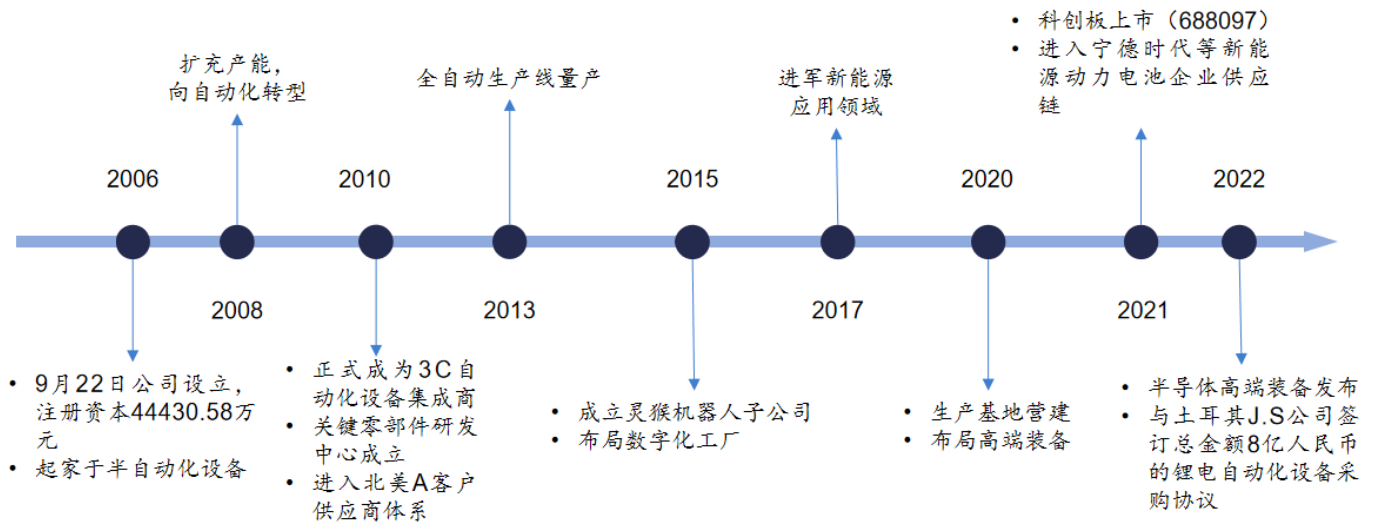 扩充产能，
向自动化转型
全自动生产线量产
进军新能源
应用领域
• 科创板上市（688097）
• 进入宁德时代等新能
源动力电池企业供应
链
2006
2010
2015
2020
2022
2008
2013
2017
2021
• 9月22日公司设立，
注册资本44430.58万
元
• 起家于半自动化设备
• 正式成为3C自
动化设备集成商
• 关键零部件研发
中心成立
• 进入北美A客户
供应商体系
• 成立灵猴机器人子公司
• 布局数字化工厂
• 生产基地营建
• 布局高端装备
• 半导体高端装备发布
• 与土耳其J.S公司签
订总金额8亿人民币
的锂电自动化设备采
购协议